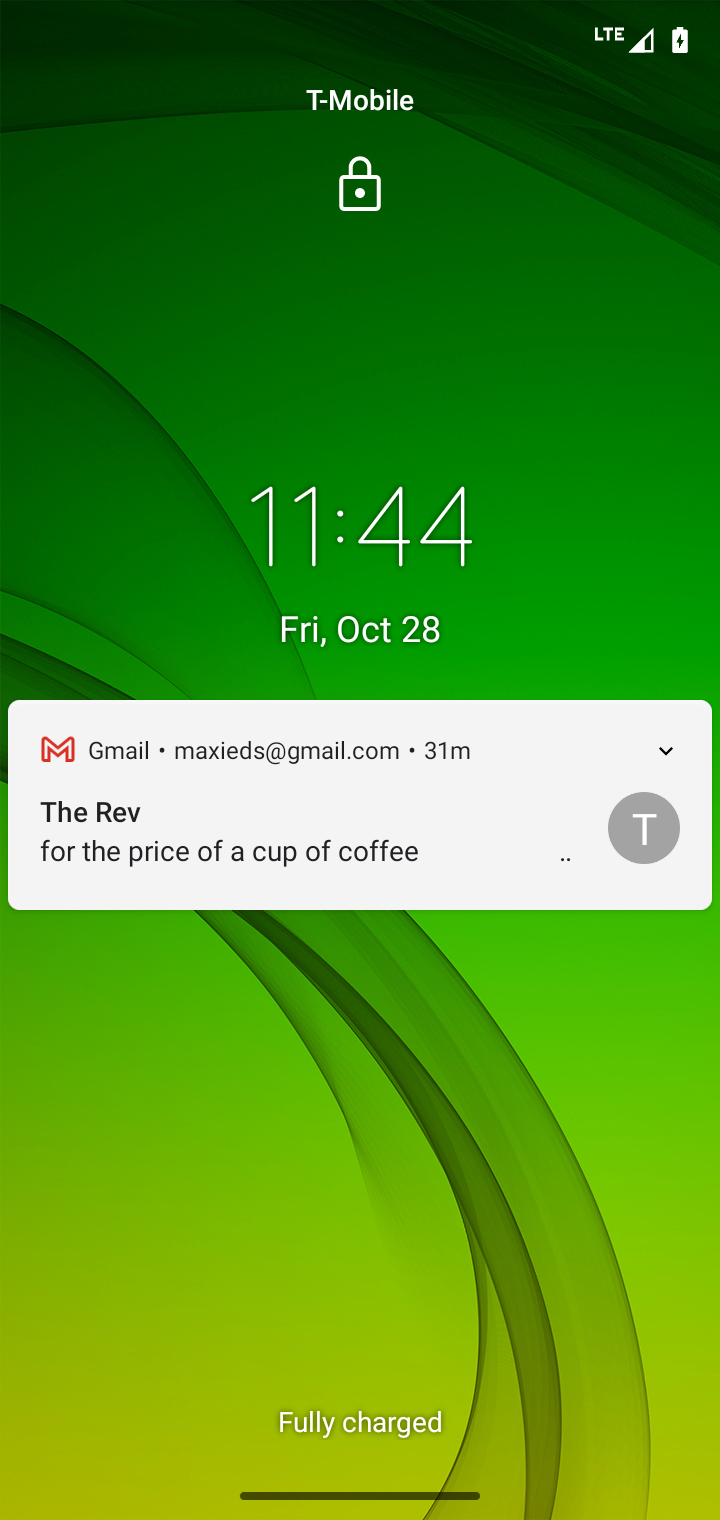 LTE
T-Mobile
11:44
Fri, Oct 28
Gmail • maxieds@gmail.com • 31m
The Rev
for the price of a cup of coffee ..
T
Fully charged